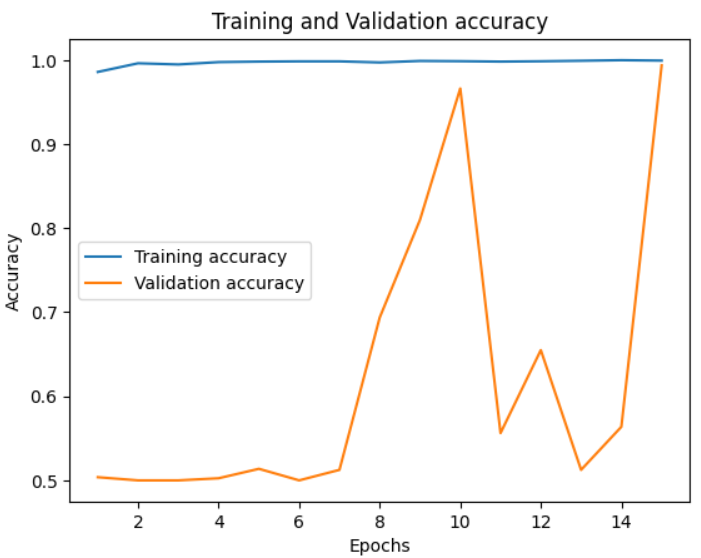 Training and Validation accuracy
1.0
0.9
0.8
0.7
0.6
0.5
Accuracy
Training accuracy
Validation accuracy
2 4 6 8 10 12 14
Epochs